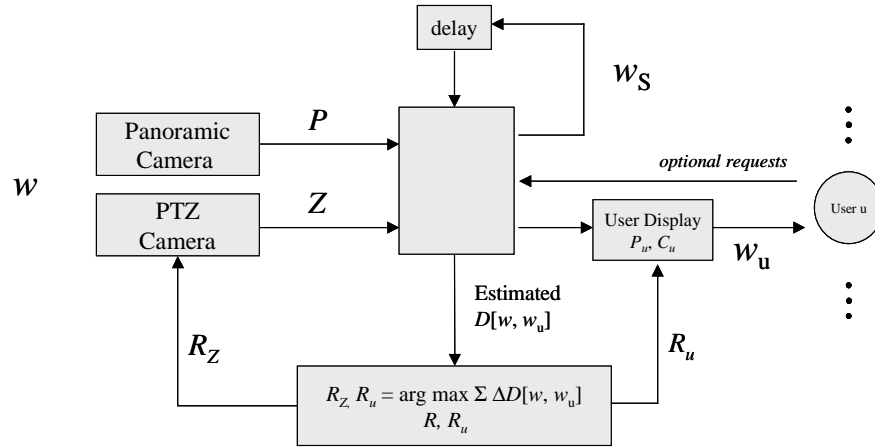 delay
w_S
Panoramic
Camera
P
w
optional requests
PTZ
Camera
Z
User Display
P_u, C_u
w_u
User u
Estimated
D[w, w_u]
R_Z
R_u
R_Z, R_u = arg max Σ ΔD[w, w_u]
R, R_u